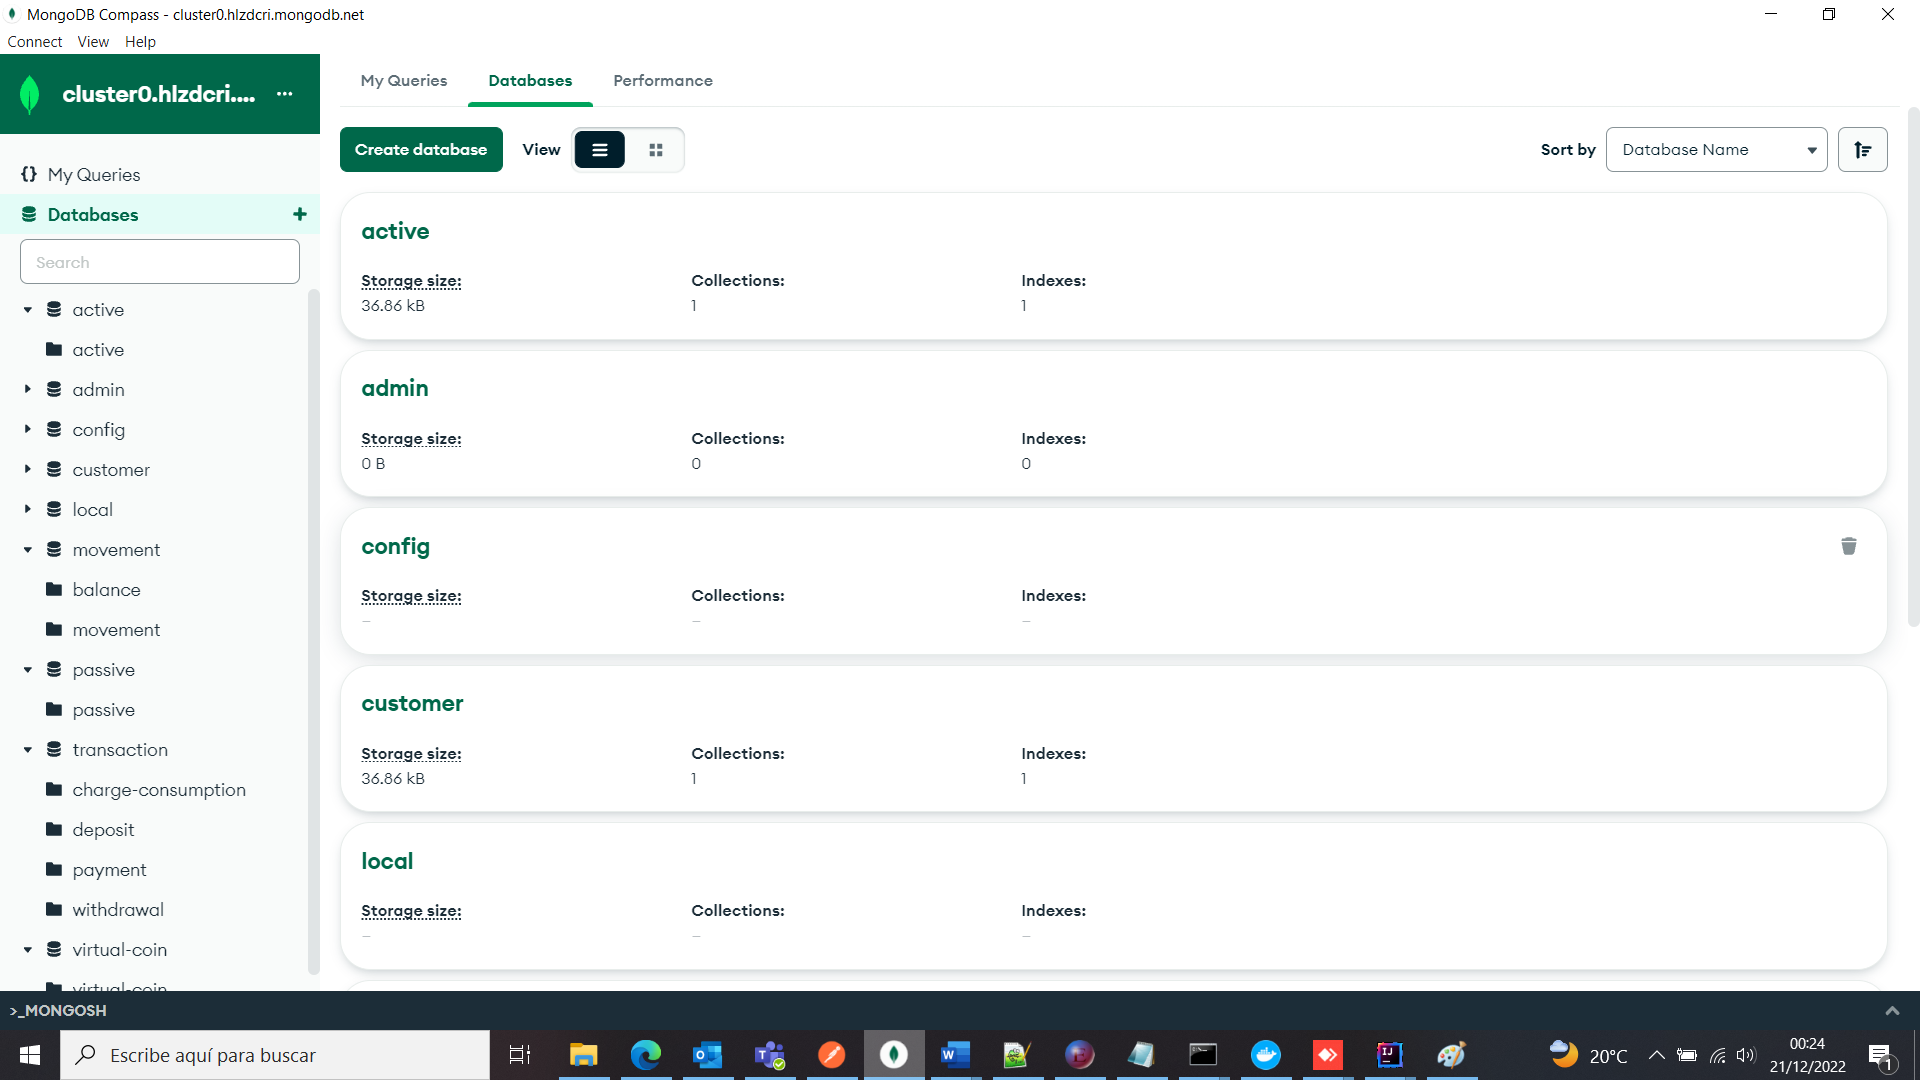 MongoDB Compass - cluster0.hlzdcri.mongodb.net
Connect View Help
cluster0.hlzdcri.... ...
My Queries Databases Performance
Create database View Sort by Database Name
{} My Queries
Databases +
Search
active
active
admin
config
customer
local
movement
balance
movement
passive
passive
transaction
charge-consumption
deposit
payment
withdrawal
virtual-coin
virtual-coin
active
Storage size: Collections: Indexes:
36.86 kB 1 1
admin
Storage size: Collections: Indexes:
0 B 0 0
config
Storage size: Collections: Indexes:
– – –
customer
Storage size: Collections: Indexes:
36.86 kB 1 1
local
Storage size: Collections: Indexes:
– – –
>_MONGOSH
Escribe aquí para buscar
20°C
00:24
21/12/2022
1